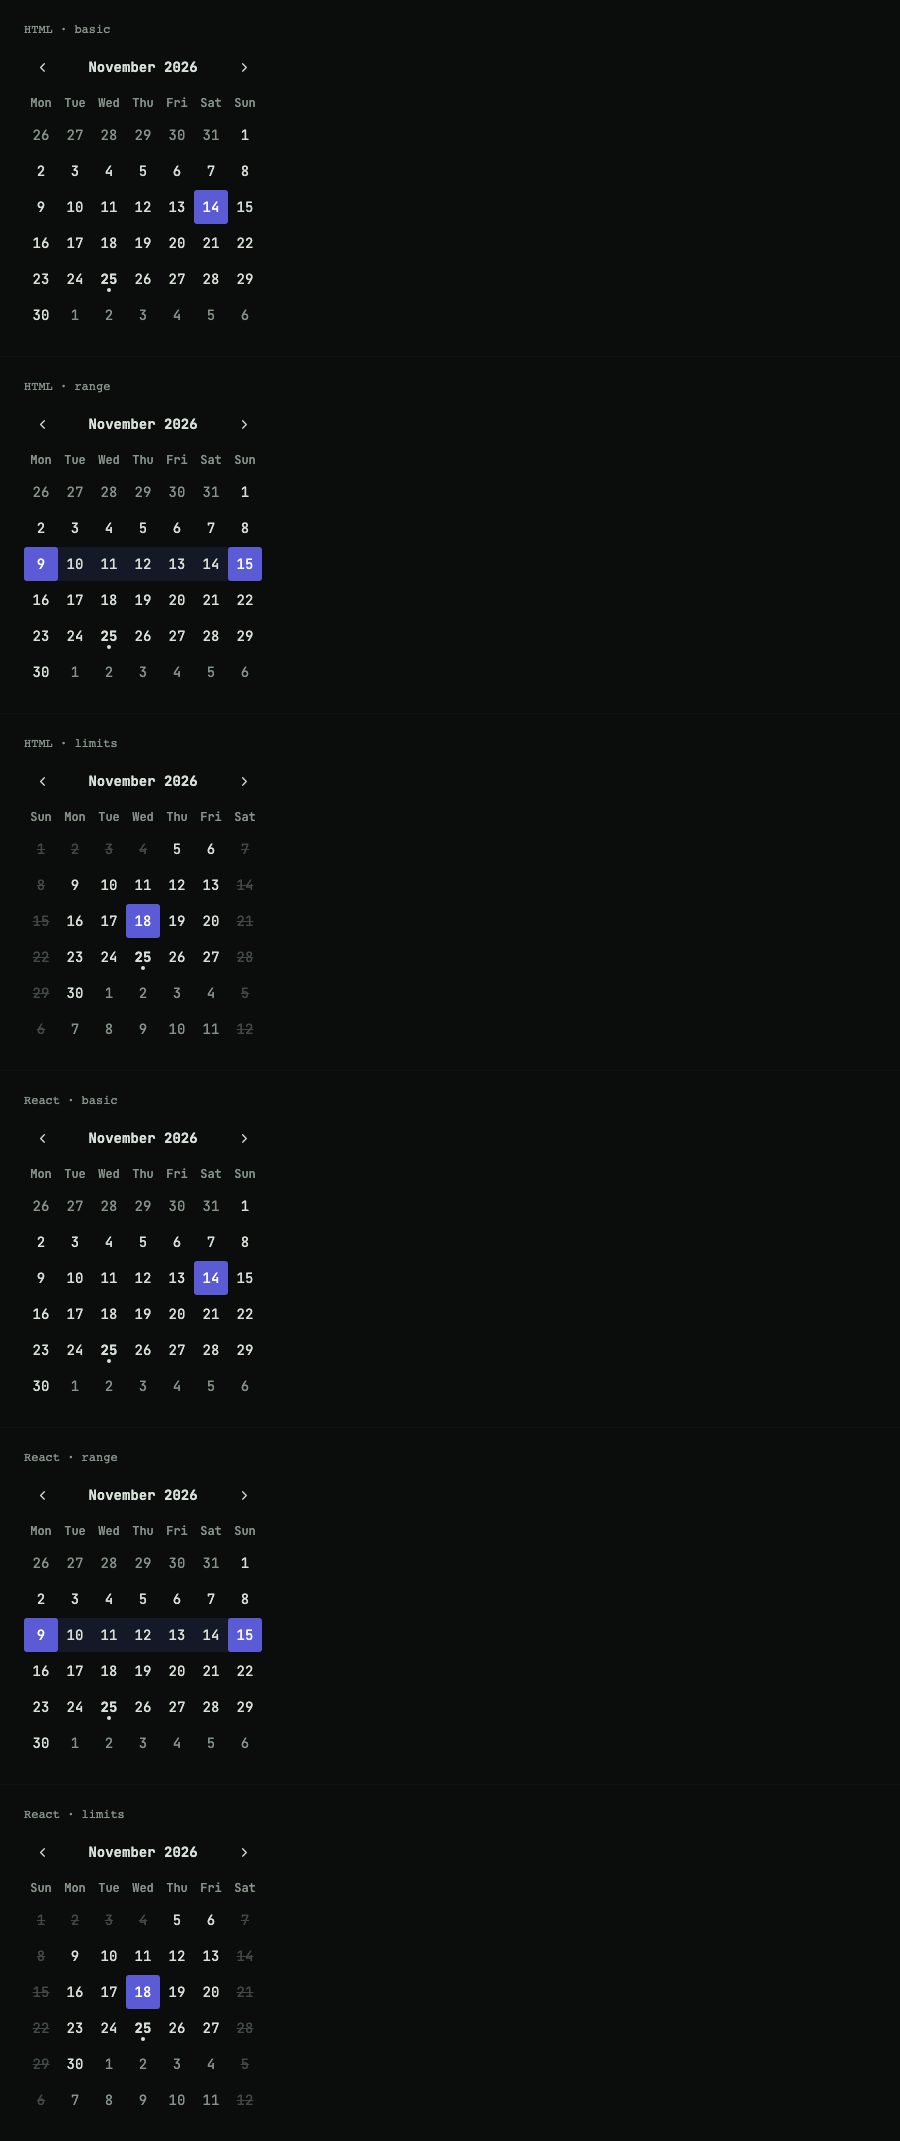 HTML · basic
< November 2026 >
Mon Tue Wed Thu Fri Sat Sun
26 27 28 29 30 31 1
2 3 4 5 6 7 8
9 10 11 12 13 14 15
16 17 18 19 20 21 22
23 24 25 26 27 28 29
30 1 2 3 4 5 6
HTML · range
< November 2026 >
Mon Tue Wed Thu Fri Sat Sun
26 27 28 29 30 31 1
2 3 4 5 6 7 8
9 10 11 12 13 14 15
16 17 18 19 20 21 22
23 24 25 26 27 28 29
30 1 2 3 4 5 6
HTML · limits
< November 2026 >
Sun Mon Tue Wed Thu Fri Sat
1 2 3 4 5 6 7
8 9 10 11 12 13 14
15 16 17 18 19 20 21
22 23 24 25 26 27 28
29 30 1 2 3 4 5
6 7 8 9 10 11 12
React · basic
< November 2026 >
Mon Tue Wed Thu Fri Sat Sun
26 27 28 29 30 31 1
2 3 4 5 6 7 8
9 10 11 12 13 14 15
16 17 18 19 20 21 22
23 24 25 26 27 28 29
30 1 2 3 4 5 6
React · range
< November 2026 >
Mon Tue Wed Thu Fri Sat Sun
26 27 28 29 30 31 1
2 3 4 5 6 7 8
9 10 11 12 13 14 15
16 17 18 19 20 21 22
23 24 25 26 27 28 29
30 1 2 3 4 5 6
React · limits
< November 2026 >
Sun Mon Tue Wed Thu Fri Sat
1 2 3 4 5 6 7
8 9 10 11 12 13 14
15 16 17 18 19 20 21
22 23 24 25 26 27 28
29 30 1 2 3 4 5
6 7 8 9 10 11 12